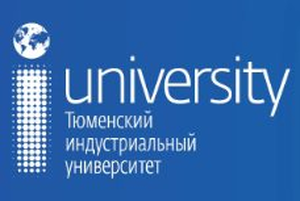 university
Тюменский
индустриальный
университет